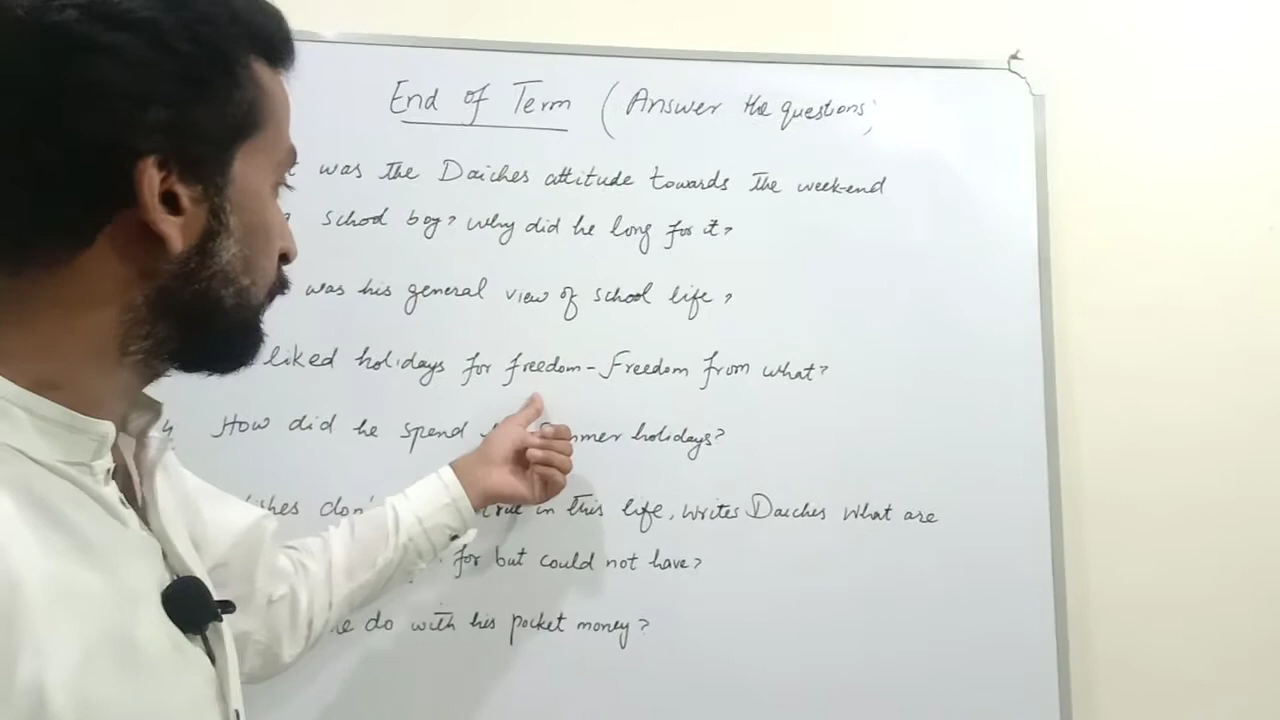 End of Term (Answer the questions)
was the Daiches attitude towards the week-end
school boy? Why did he long for it?
was his general view of school life?
liked holidays for freedom - Freedom from what?
4 How did he spend holidays?
in this life, writes Daiches What are
for but could not have?
do with his pocket money?